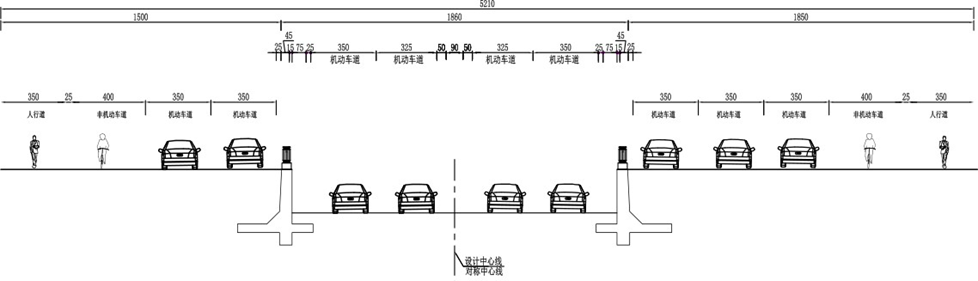 5210
1500 1860 1850
45 45
25 15 75 25 350 325 50 90 50 325 350 25 75 15 25
机动车道 机动车道 机动车道 机动车道
350 25 400 350 350 350 350 350 400 25 350
人行道 非机动车道 机动车道 机动车道 机动车道 机动车道 机动车道 非机动车道 人行道
设计中心线
对称中心线